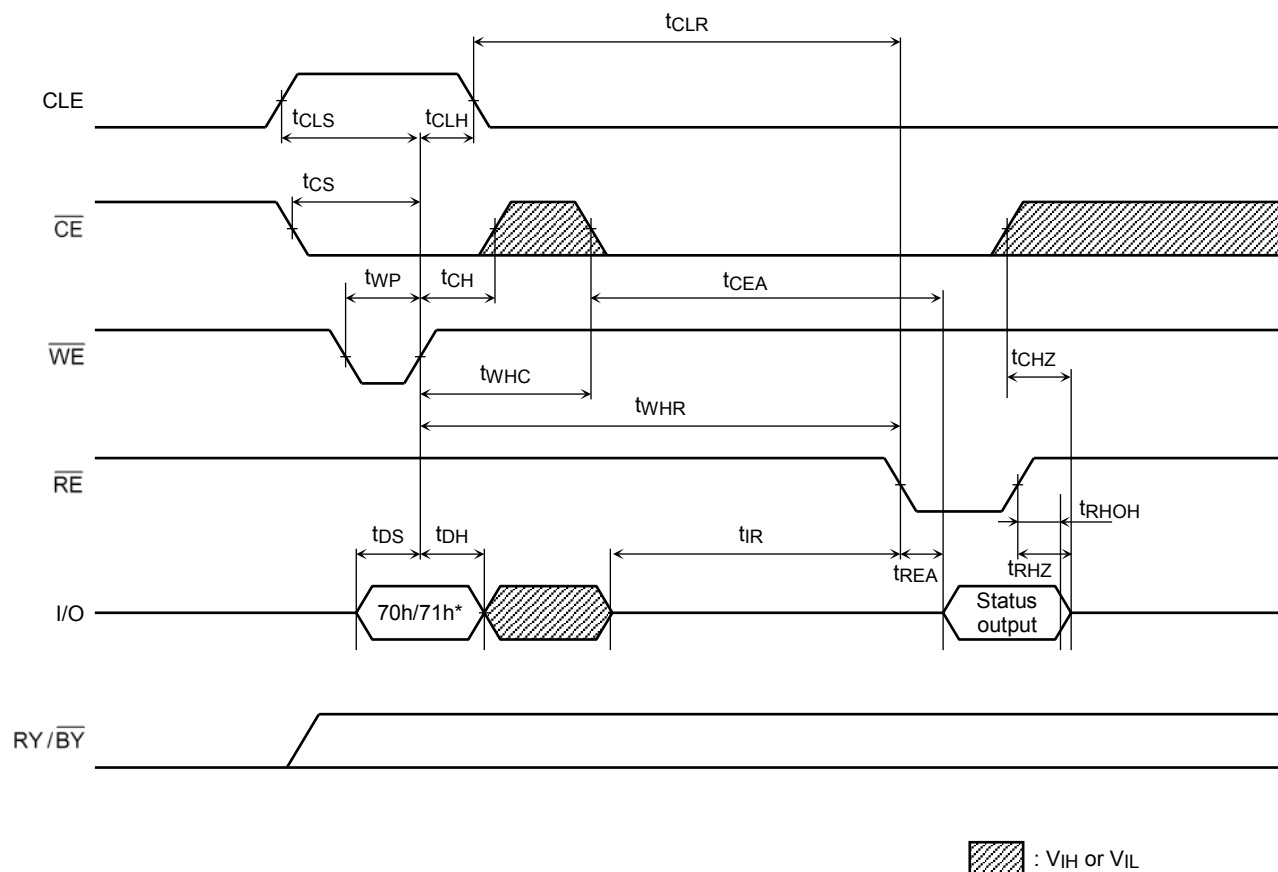 tCLR
CLE
tCLS
tCLH
tCS
CE
tWP
tCH
tCEA
WE
tCHZ
tWHC
tWHR
RE
tRHOH
tDS
tDH
tIR
tREA
tRHZ
I/O
70h/71h*
Status
output
RY/BY
: VIH or VIL